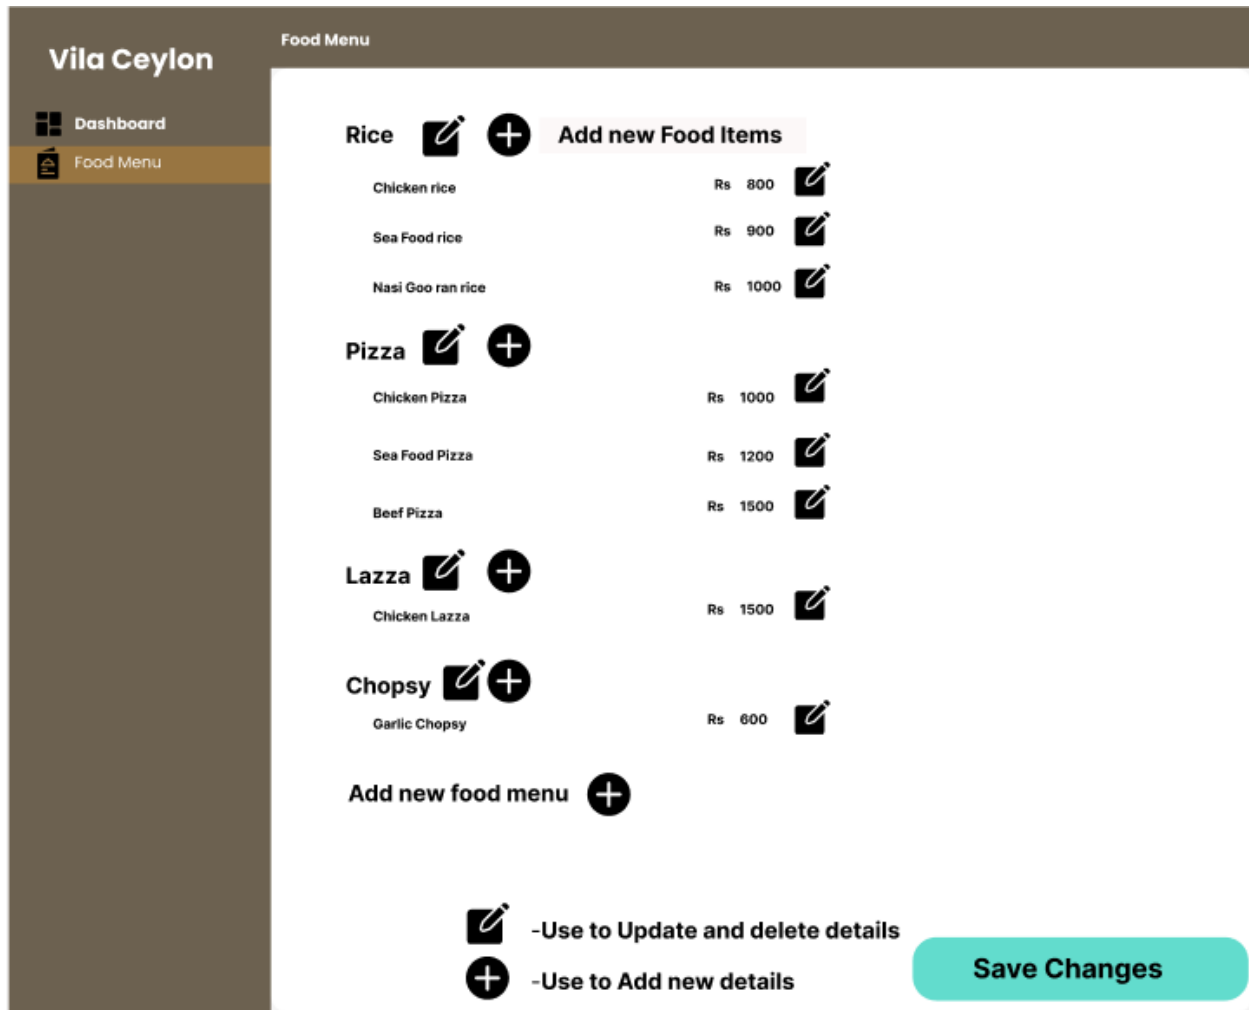 Vila Ceylon
Food Menu
Dashboard
Food Menu
Rice Add new Food Items
Chicken rice Rs 800
Sea Food rice Rs 900
Nasi Goo ran rice Rs 1000
Pizza
Chicken Pizza Rs 1000
Sea Food Pizza Rs 1200
Beef Pizza Rs 1500
Lazza
Chicken Lazza Rs 1500
Chopsy
Garlic Chopsy Rs 600
Add new food menu
-Use to Update and delete details
-Use to Add new details
Save Changes